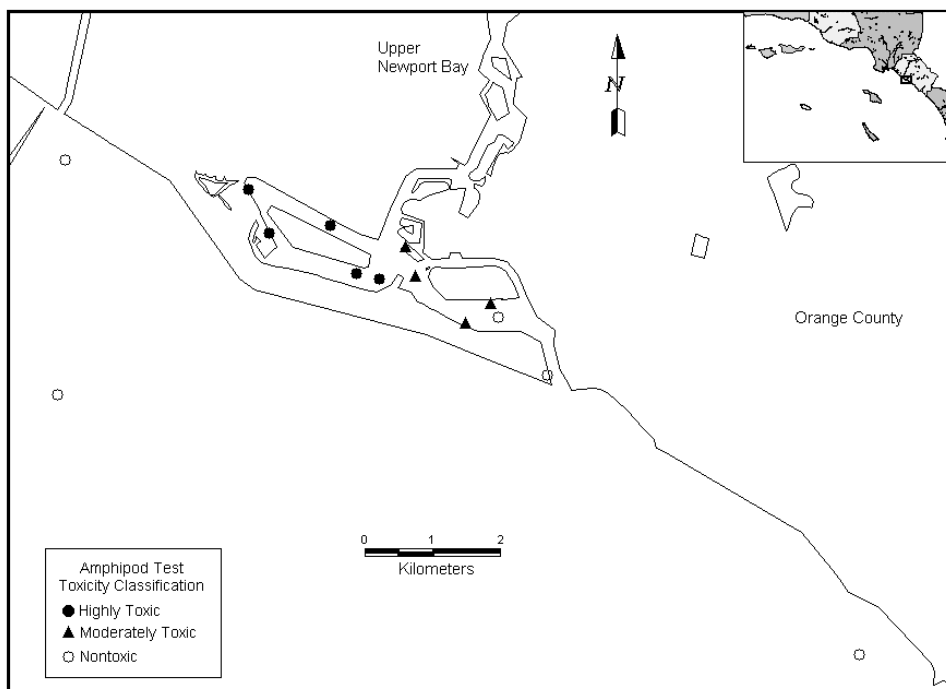 Upper
Newport Bay
N
Orange County
0 1 2
Kilometers
Amphipod Test
Toxicity Classification
Highly Toxic
Moderately Toxic
Nontoxic